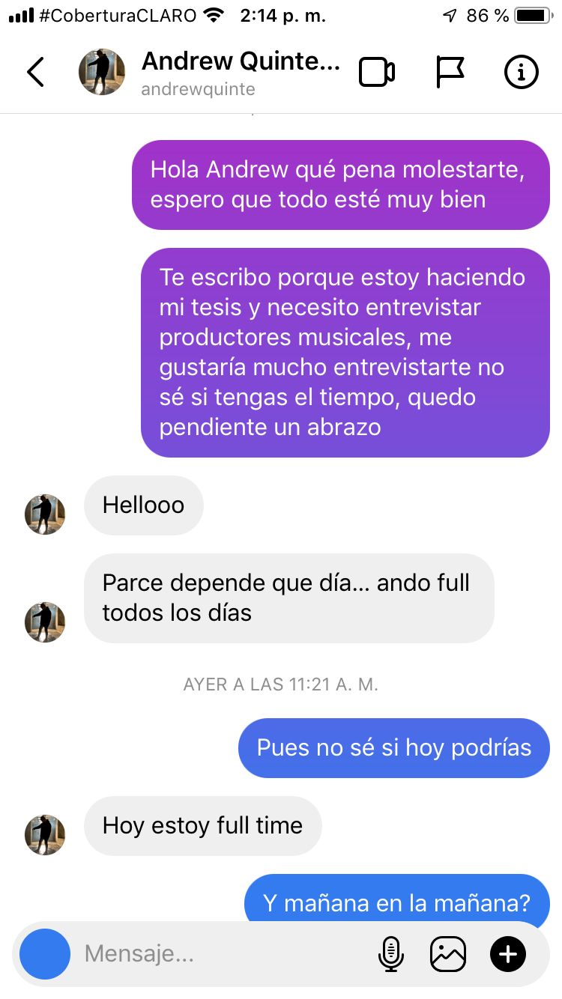 #CoberturaCLARO 2:14 p. m. 86 %
Andrew Quinte...
andrewquinte
Hola Andrew qué pena molestarte,
espero que todo esté muy bien
Te escribo porque estoy haciendo
mi tesis y necesito entrevistar
productores musicales, me
gustaría mucho entrevistarte no
sé si tengas el tiempo, quedo
pendiente un abrazo
Hellooo
Parce depende que día... ando full
todos los días
AYER A LAS 11:21 A. M.
Pues no sé si hoy podrías
Hoy estoy full time
Y mañana en la mañana?
Mensaje...